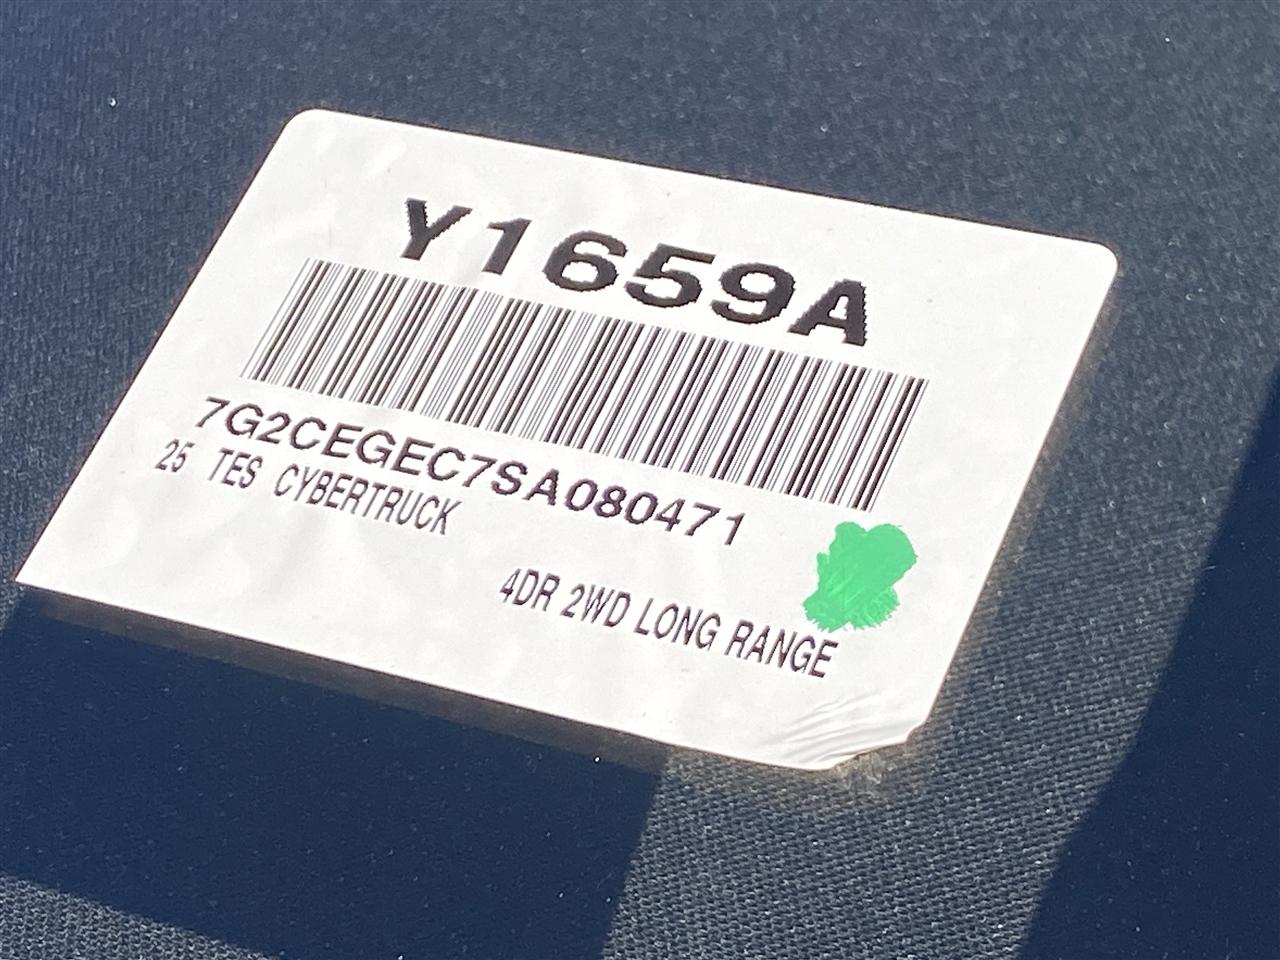 Y1659A
7G2CEGEC7SA080471
25 TES CYBERTRUCK
4DR 2WD LONG RANGE